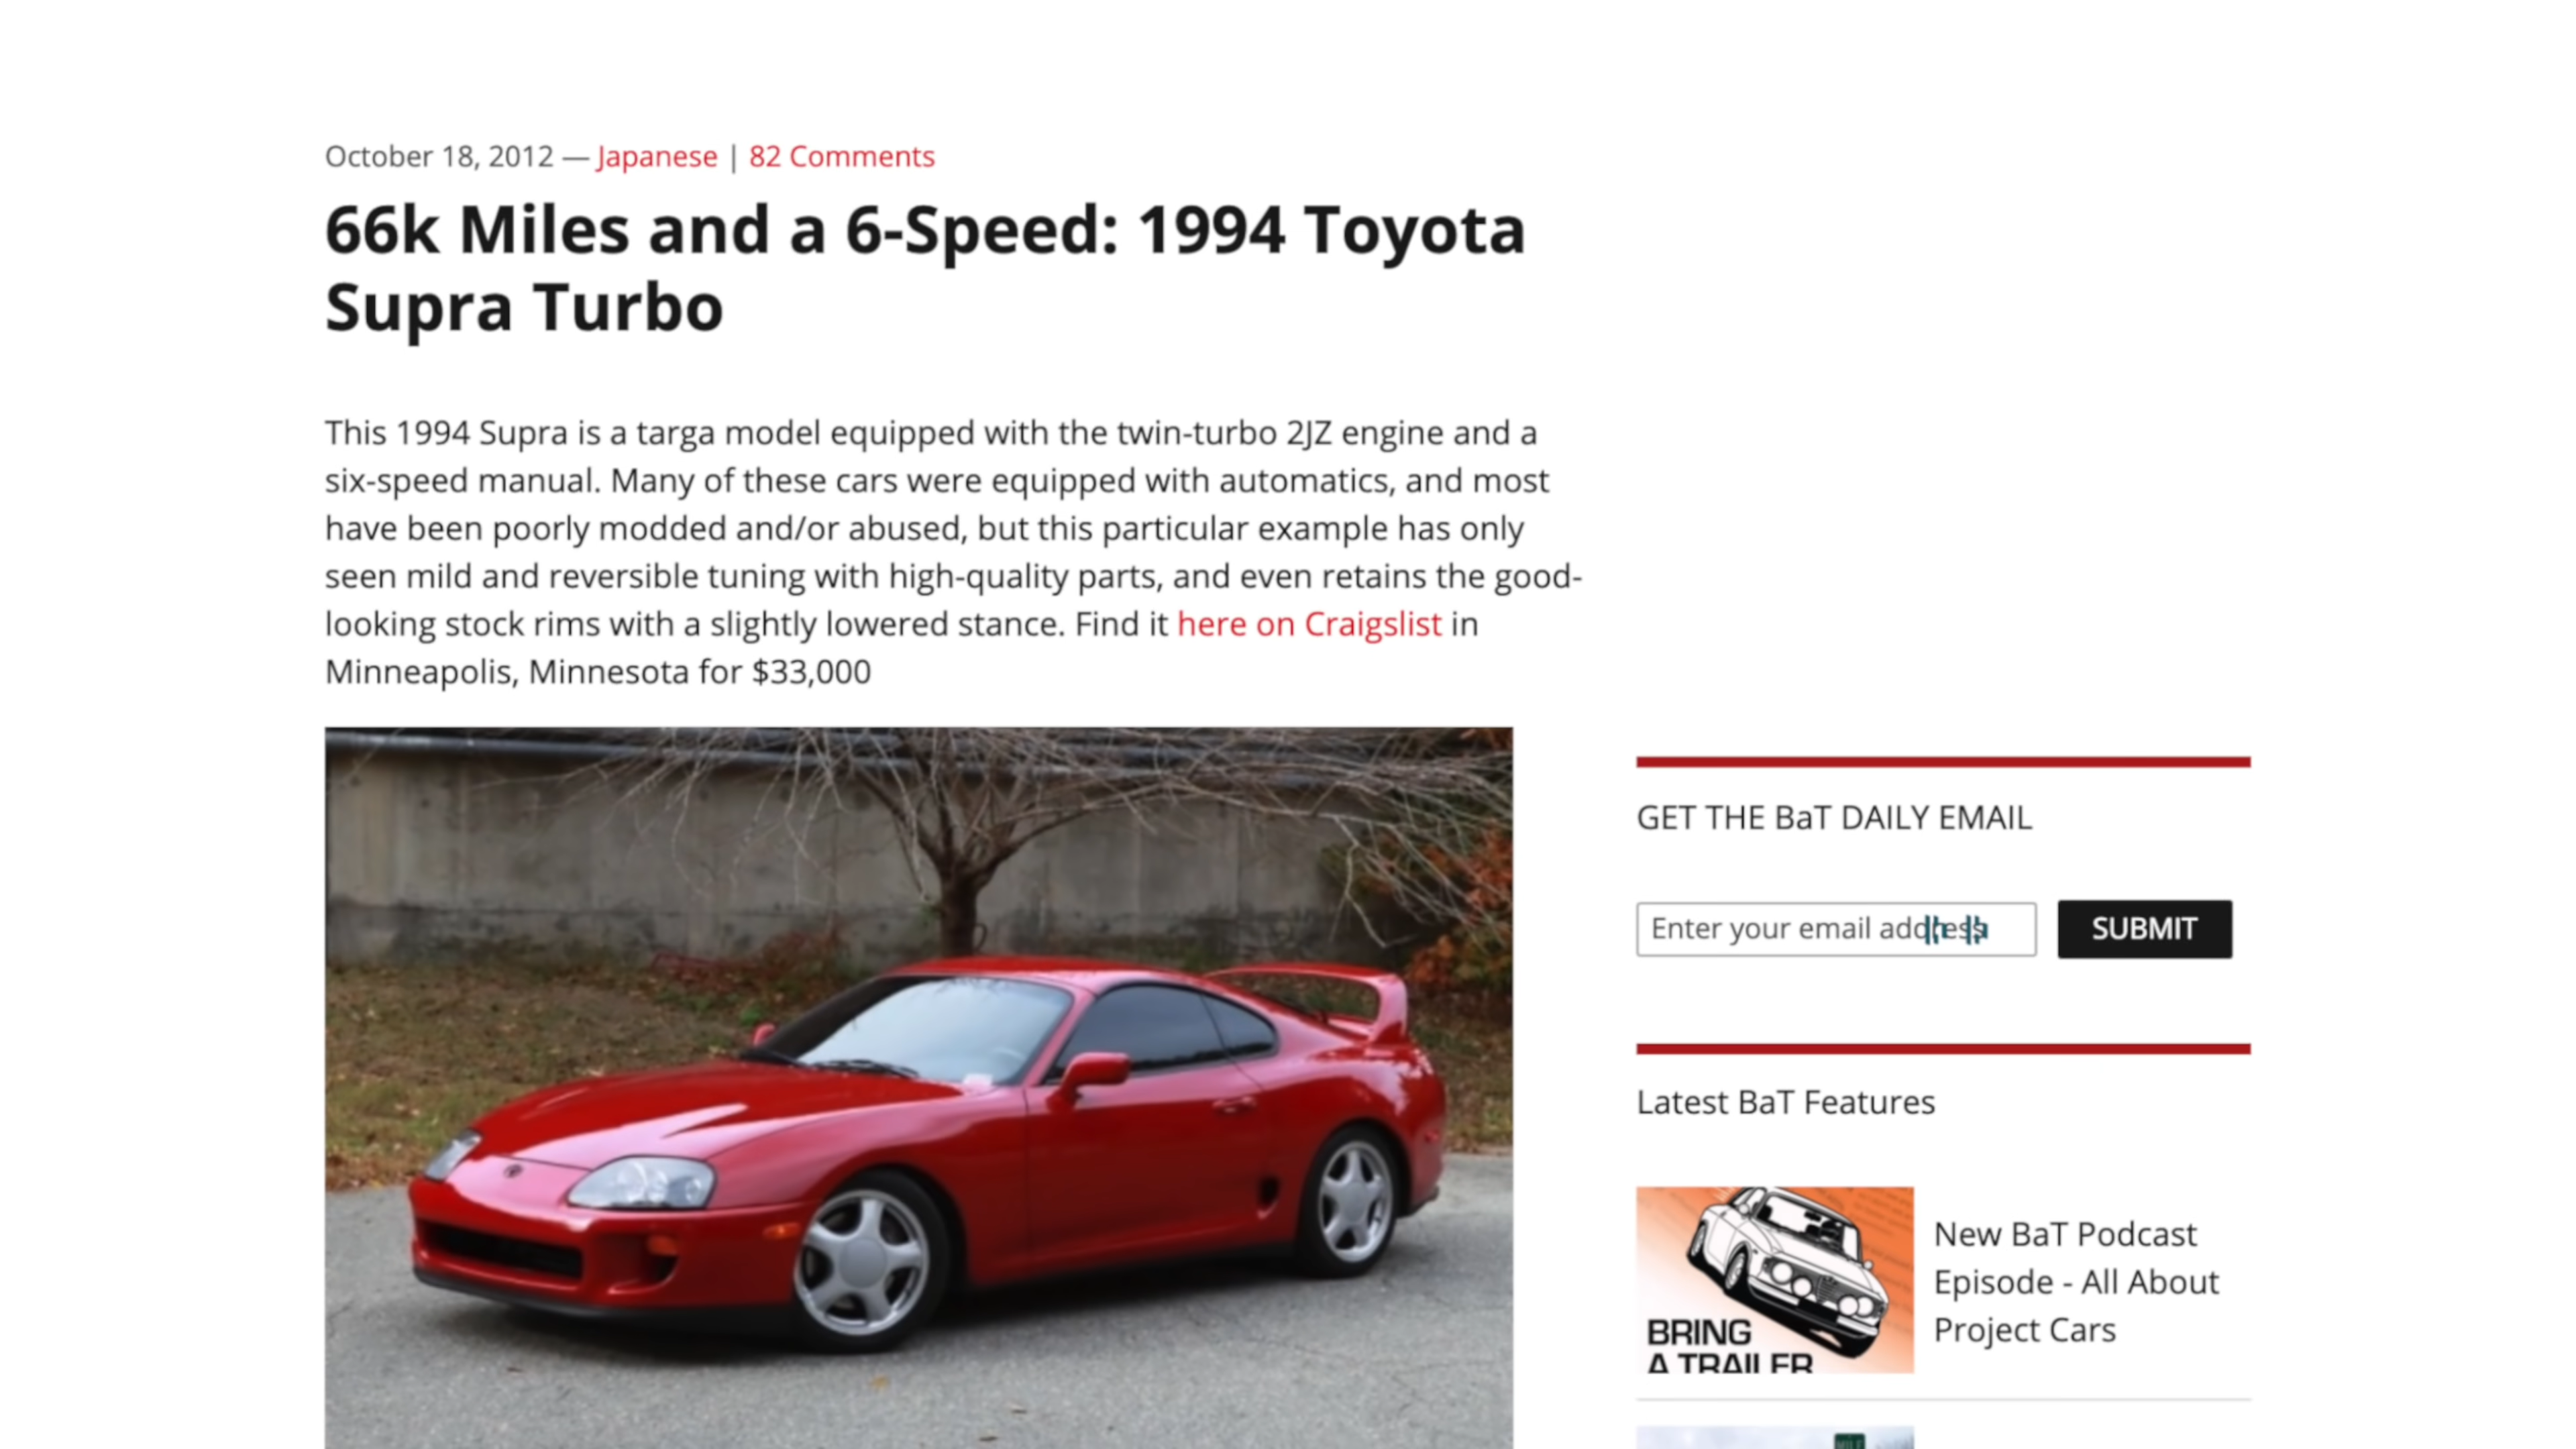 October 18, 2012 — Japanese | 82 Comments
66k Miles and a 6-Speed: 1994 Toyota
Supra Turbo
This 1994 Supra is a targa model equipped with the twin-turbo 2JZ engine and a
six-speed manual. Many of these cars were equipped with automatics, and most
have been poorly modded and/or abused, but this particular example has only
seen mild and reversible tuning with high-quality parts, and even retains the good-
looking stock rims with a slightly lowered stance. Find it here on Craigslist in
Minneapolis, Minnesota for $33,000
GET THE BaT DAILY EMAIL
Enter your email address
SUBMIT
Latest BaT Features
BRING
A TRAILER
New BaT Podcast
Episode - All About
Project Cars